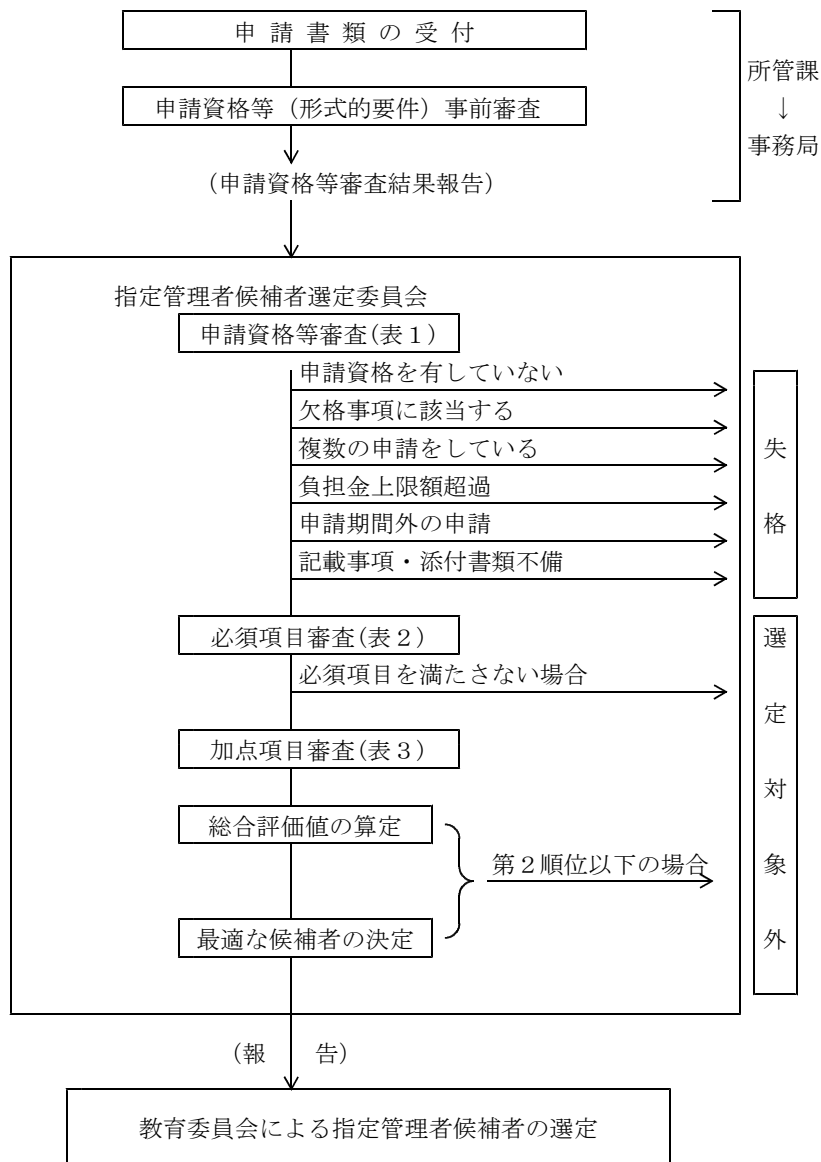 申請書類の受付
申請資格等（形式的要件）事前審査
（申請資格等審査結果報告）
所管課
↓
事務局
指定管理者候補者選定委員会
申請資格等審査(表１)
申請資格を有していない
欠格事項に該当する
複数の申請をしている
負担金上限額超過
申請期間外の申請
記載事項・添付書類不備
失格
必須項目審査(表２)
必須項目を満たさない場合
加点項目審査(表３)
総合評価値の算定
第２順位以下の場合
最適な候補者の決定
選定対象外
（報　告）
教育委員会による指定管理者候補者の選定